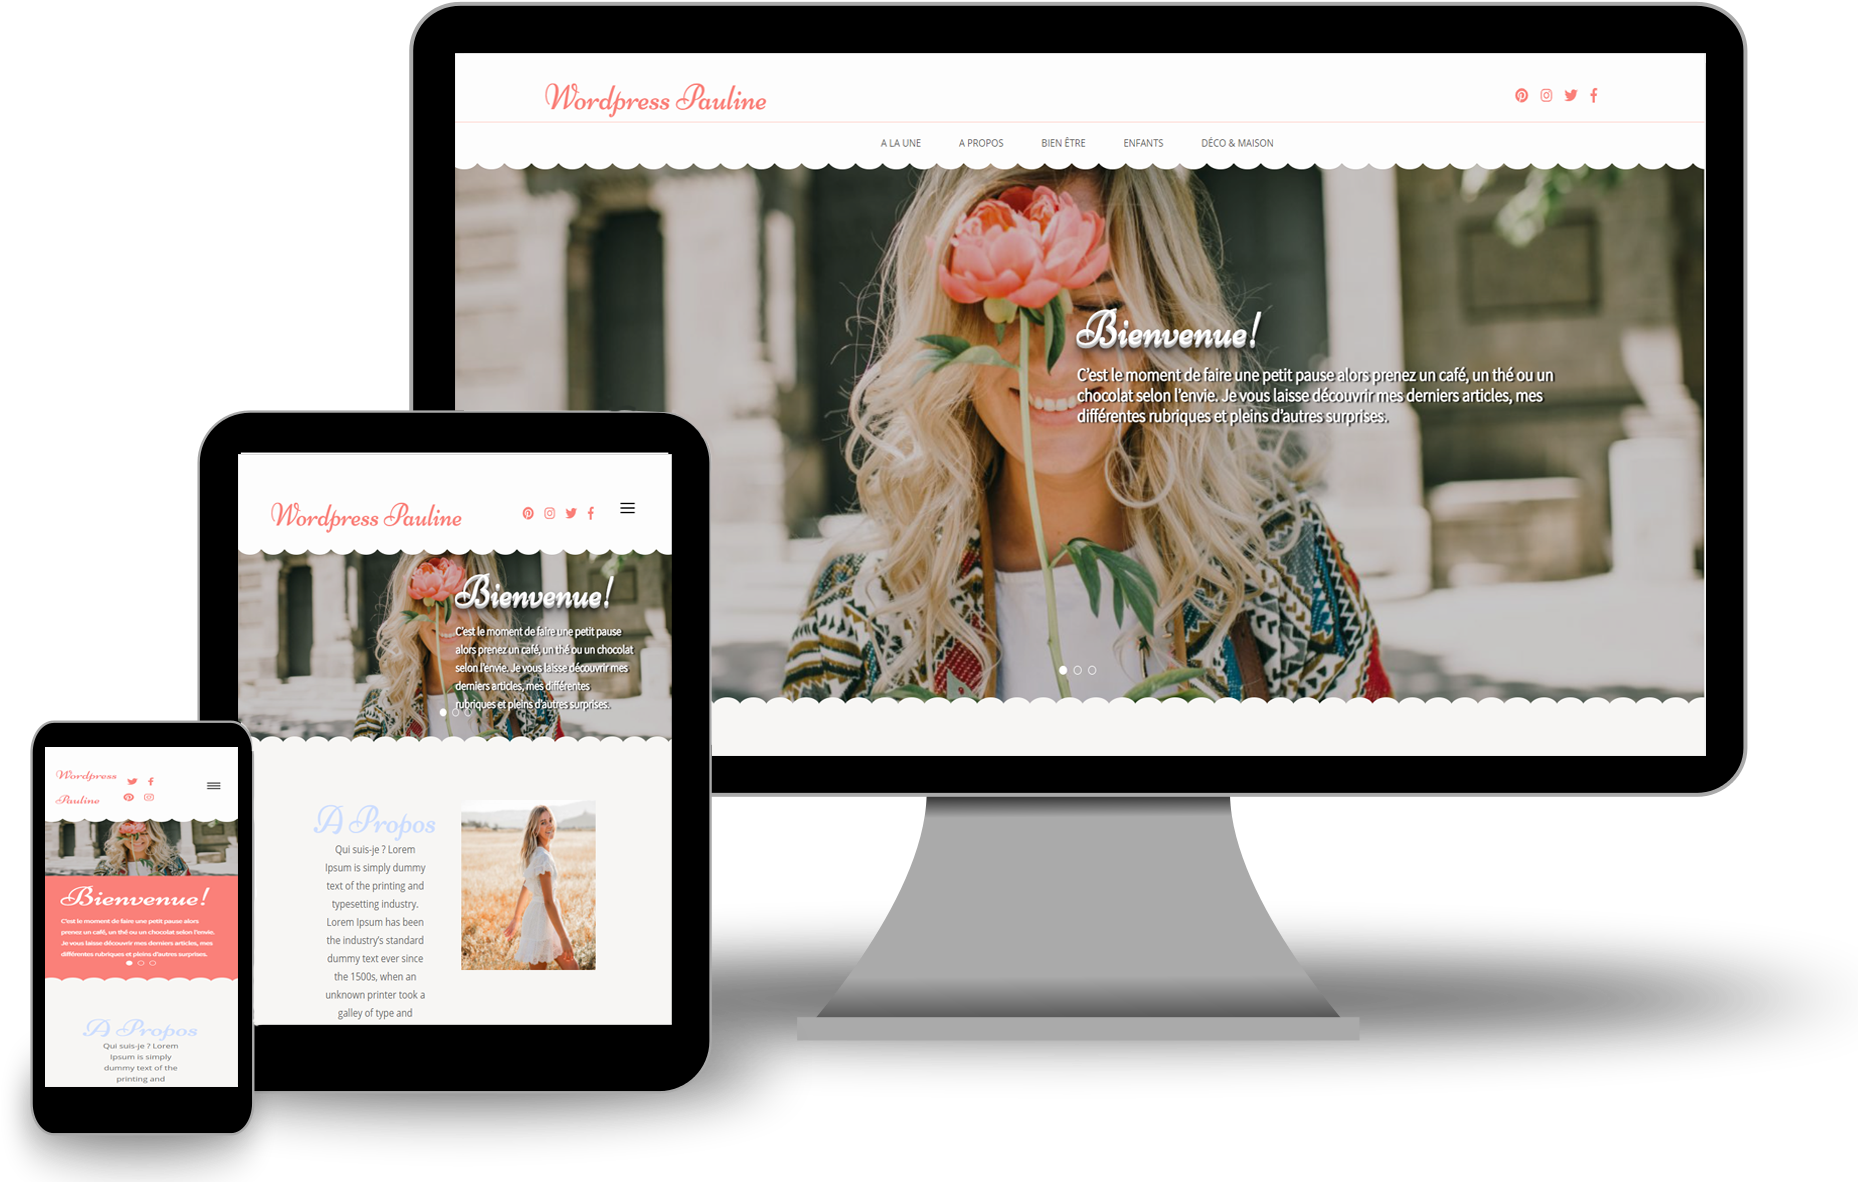 Wordpress Pauline
A LA UNE A PROPOS BIEN ÊTRE ENFANTS DÉCO & MAISON
Bienvenue!
C'est le moment de faire une petit pause alors prenez un café, un thé ou un
chocolat selon l'envie. Je vous laisse découvrir mes derniers articles, mes
différentes rubriques et pleins d'autres surprises.
Wordpress Pauline
Bienvenue!
C'est le moment de faire une petit pause
alors prenez un café, un thé ou un chocolat
selon l'envie. Je vous laisse découvrir mes
derniers articles, mes différentes
rubriques et pleins d'autres surprises.
A Propos
Qui suis-je ? Lorem
Ipsum is simply dummy
text of the printing and
typesetting industry.
Lorem Ipsum has been
the industry's standard
dummy text ever since
the 1500s, when an
unknown printer took a
galley of type and
Wordpress
Pauline
Bienvenue!
C'est le moment de faire une petit pause alors
prenez un café, un thé ou un chocolat selon l'envie.
Je vous laisse découvrir mes derniers articles, mes
différentes rubriques et pleins d'autres surprises.
A Propos
Qui suis-je ? Lorem
Ipsum is simply
dummy text of the
printing and